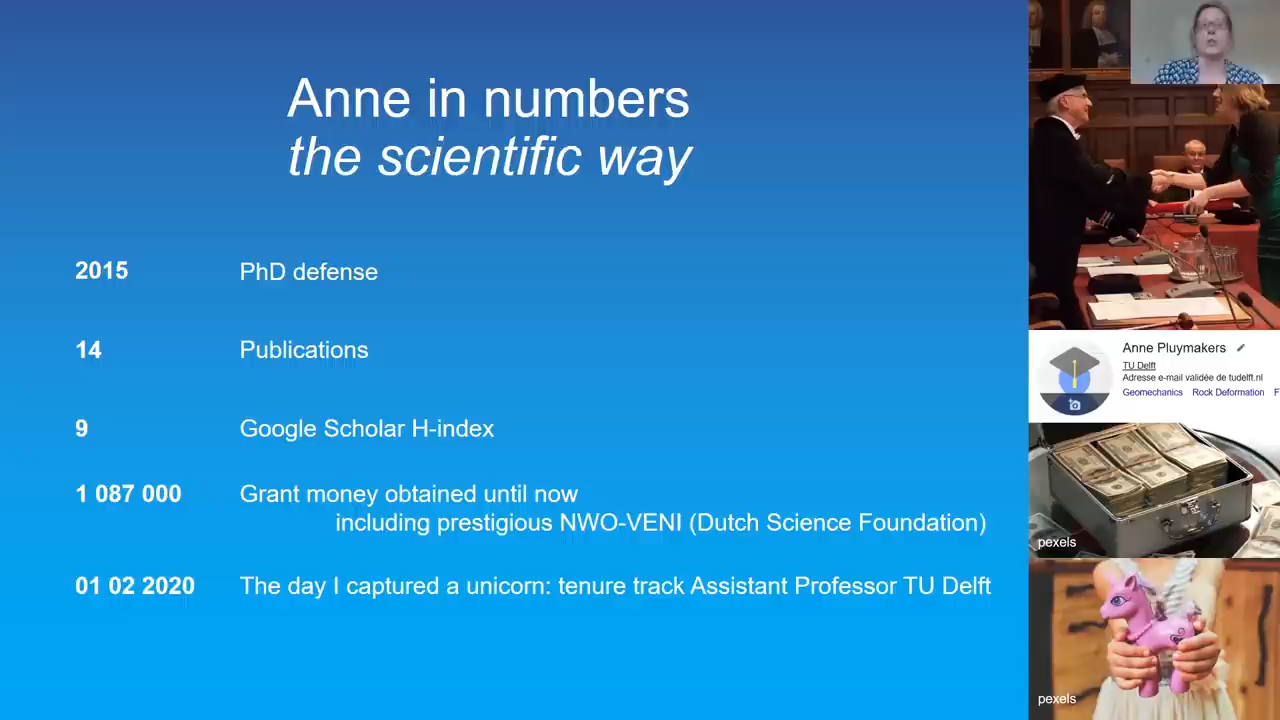 Anne in numbers
the scientific way
2015 PhD defense
14 Publications
9 Google Scholar H-index
1 087 000 Grant money obtained until now
including prestigious NWO-VENI (Dutch Science Foundation)
01 02 2020 The day I captured a unicorn: tenure track Assistant Professor TU Delft
Anne Pluymakers
TU Delft
Adresse e-mail validée de tudelft.nl
Geomechanics Rock Deformation F
pexels
pexels